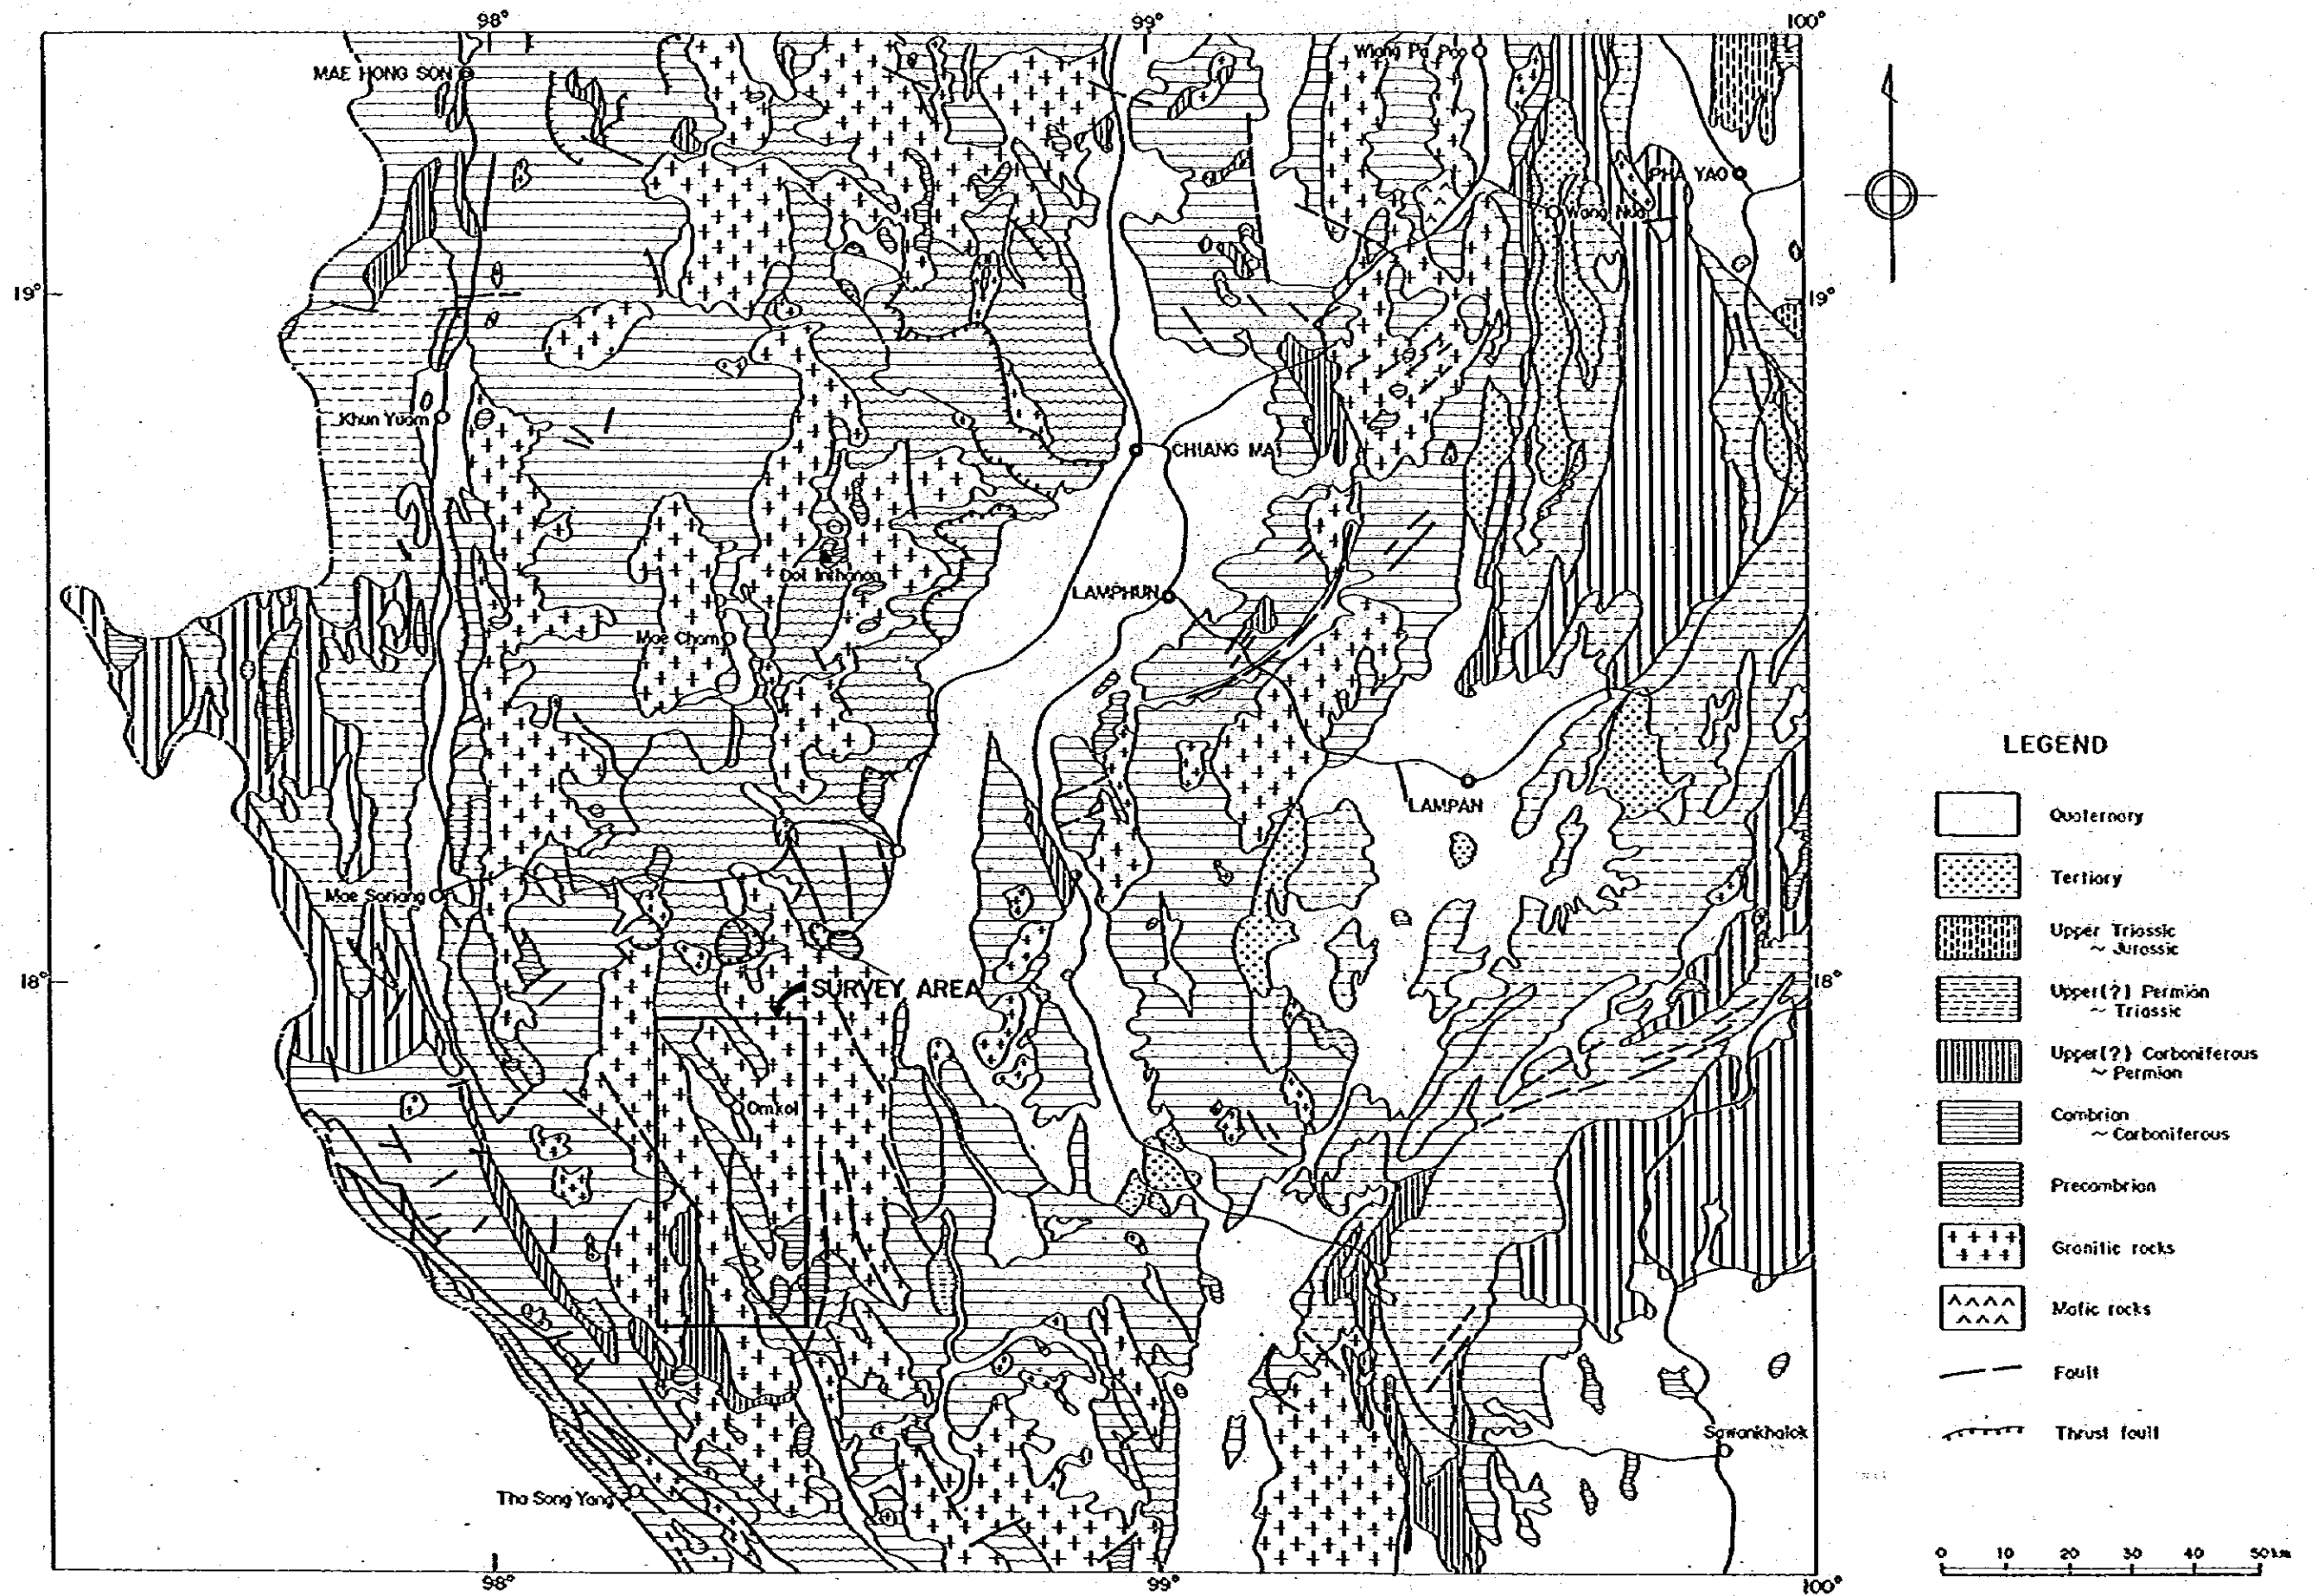 98°
99°
100°
MAE HONG SON
Wiang Pa Pao
PHA YAO
Wang Nua
19°
19°
Khun Yuam
CHIANG MAI
Doi Inthanon
LAMPHUN
Mae Cham
LAMPAN
Mae Sariang
18°
18°
SURVEY AREA
Omkoi
Sawankhalok
Tha Song Yang
98°
99°
100°
LEGEND
Quaternary
Tertiary
Upper Triassic
~ Jurassic
Upper(?) Permian
~ Triassic
Upper(?) Carboniferous
~ Permian
Cambrian
~ Carboniferous
Precambrian
Granitic rocks
Mafic rocks
Fault
Thrust fault
0 10 20 30 40 50km